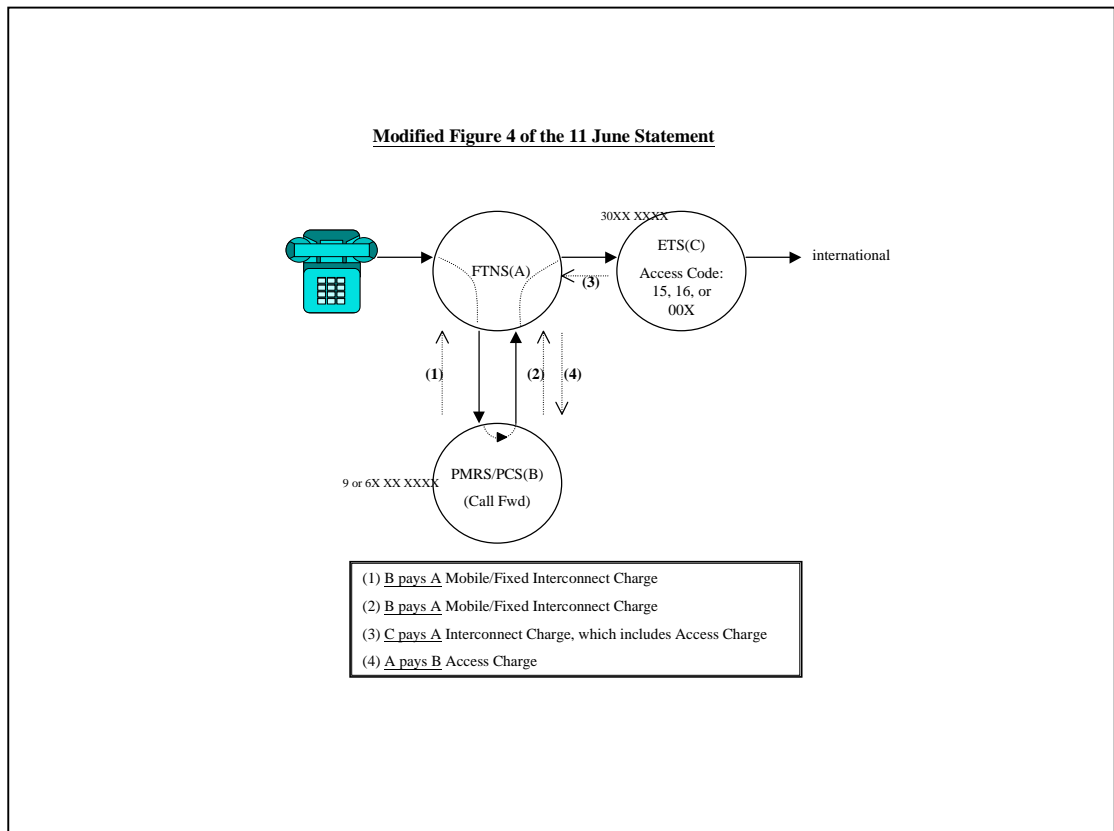 Modified Figure 4 of the 11 June Statement
30XX XXXX
ETS(C)
Access Code:
15, 16, or
00X
FTNS(A)
international
(3)
(1)
(2)
(4)
9 or 6X XX XXXX
PMRS/PCS(B)
(Call Fwd)
(1) B pays A Mobile/Fixed Interconnect Charge
(2) B pays A Mobile/Fixed Interconnect Charge
(3) C pays A Interconnect Charge, which includes Access Charge
(4) A pays B Access Charge